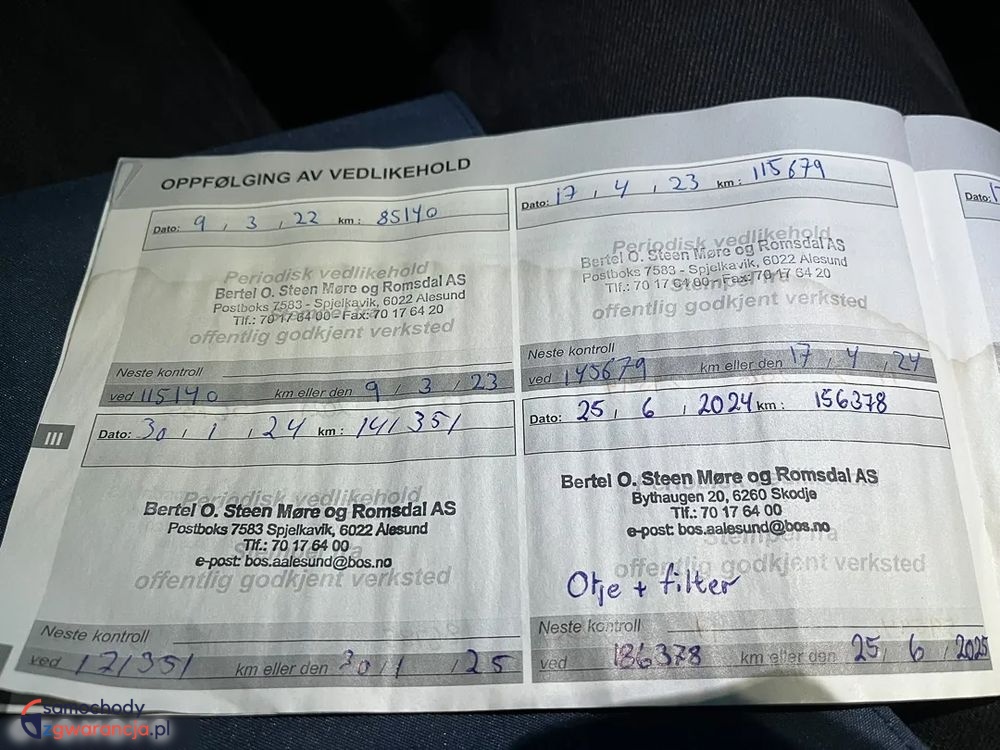 OPPFØLGING AV VEDLIKEHOLD
Dato: 9 , 3 , 22 km : 85140
Periodisk vedlikehold
Bertel O. Steen Møre og Romsdal AS
Postboks 7583 - Spjelkavik, 6022 Ålesund
Tlf.: 70 17 64 00 - Fax: 70 17 64 20
offentlig godkjent verksted
Neste kontroll
ved 115140 km eller den 9 / 3 / 23
Dato: 17 , 4 , 23 km : 115679
Periodisk vedlikehold
Bertel O. Steen Møre og Romsdal AS
Postboks 7583 - Spjelkavik, 6022 Ålesund
Tlf.: 70 17 64 00 - Fax: 70 17 64 20
offentlig godkjent verksted
Neste kontroll
ved 145679 km eller den 17 / 4 / 24
III
Dato: 30 / 1 / 24 km : 141351
Periodisk vedlikehold
Bertel O. Steen Møre og Romsdal AS
Postboks 7583 Spjelkavik, 6022 Ålesund
Tlf.: 70 17 64 00
e-post: bos.aalesund@bos.no
offentlig godkjent verksted
Neste kontroll
ved 171351 km eller den 30 / 1 / 25
Dato: 25 , 6 , 2024 km : 156378
Bertel O. Steen Møre og Romsdal AS
Bythaugen 20, 6260 Skodje
Tlf.: 70 17 64 00
e-post: bos.aalesund@bos.no
Stempel fra
offentlig godkjent verksted
Olje + filter
Neste kontroll
ved 186378 km eller den 25 , 6 , 2025
Dato:
samochody
zgwarancja.pl